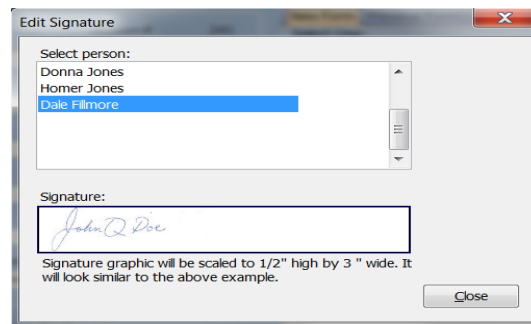 Edit Signature
Select person:
Donna Jones
Homer Jones
Dale Fillmore
Signature:
John Q Doe
Signature graphic will be scaled to 1/2" high by 3 " wide. It
will look similar to the above example.
Close